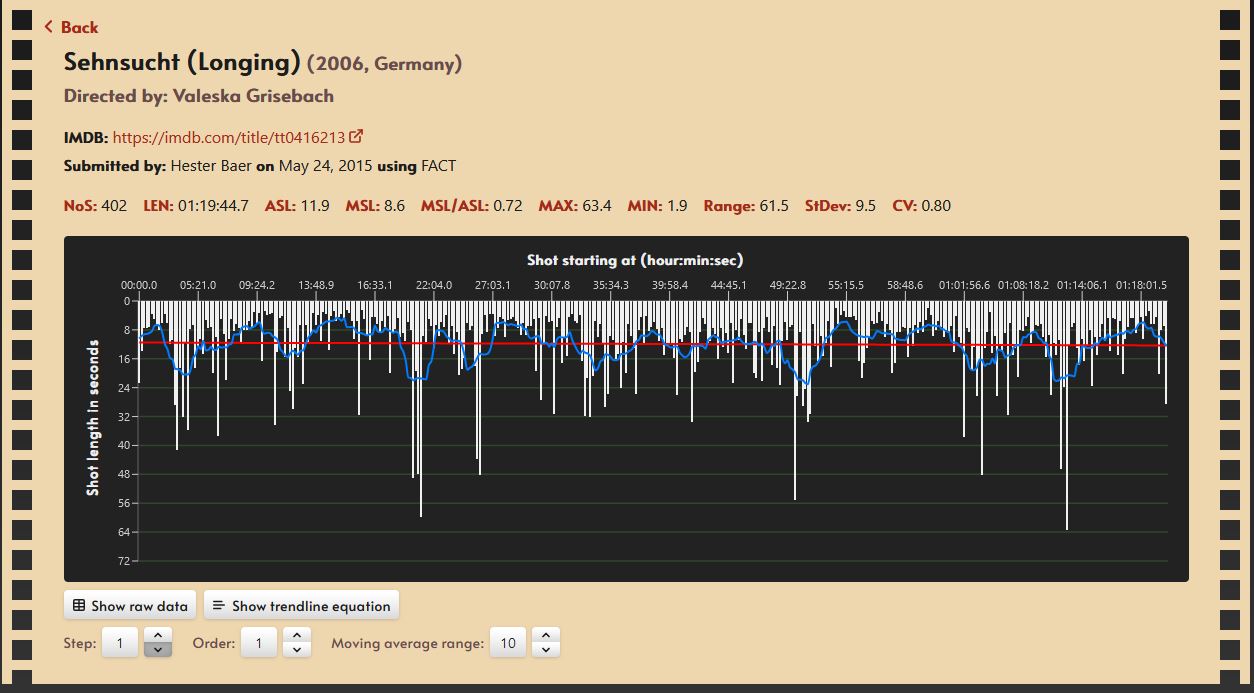 Back
Sehnsucht (Longing) (2006, Germany)
Directed by: Valeska Grisebach
IMDB: https://imdb.com/title/tt0416213
Submitted by: Hester Baer on May 24, 2015 using FACT
NoS: 402 LEN: 01:19:44.7 ASL: 11.9 MSL: 8.6 MSL/ASL: 0.72 MAX: 63.4 MIN: 1.9 Range: 61.5 StDev: 9.5 CV: 0.80
Shot starting at (hour:min:sec)
00:00.0 05:21.0 09:24.2 13:48.9 16:33.1 22:04.0 27:03.1 30:07.8 35:34.3 39:58.4 44:45.1 49:22.8 55:15.5 58:48.6 01:01:56.6 01:08:18.2 01:14:06.1 01:18:01.5
Shot length in seconds
0
8
16
24
32
40
48
56
64
72
Show raw data Show trendline equation
Step: 1 Order: 1 Moving average range: 10